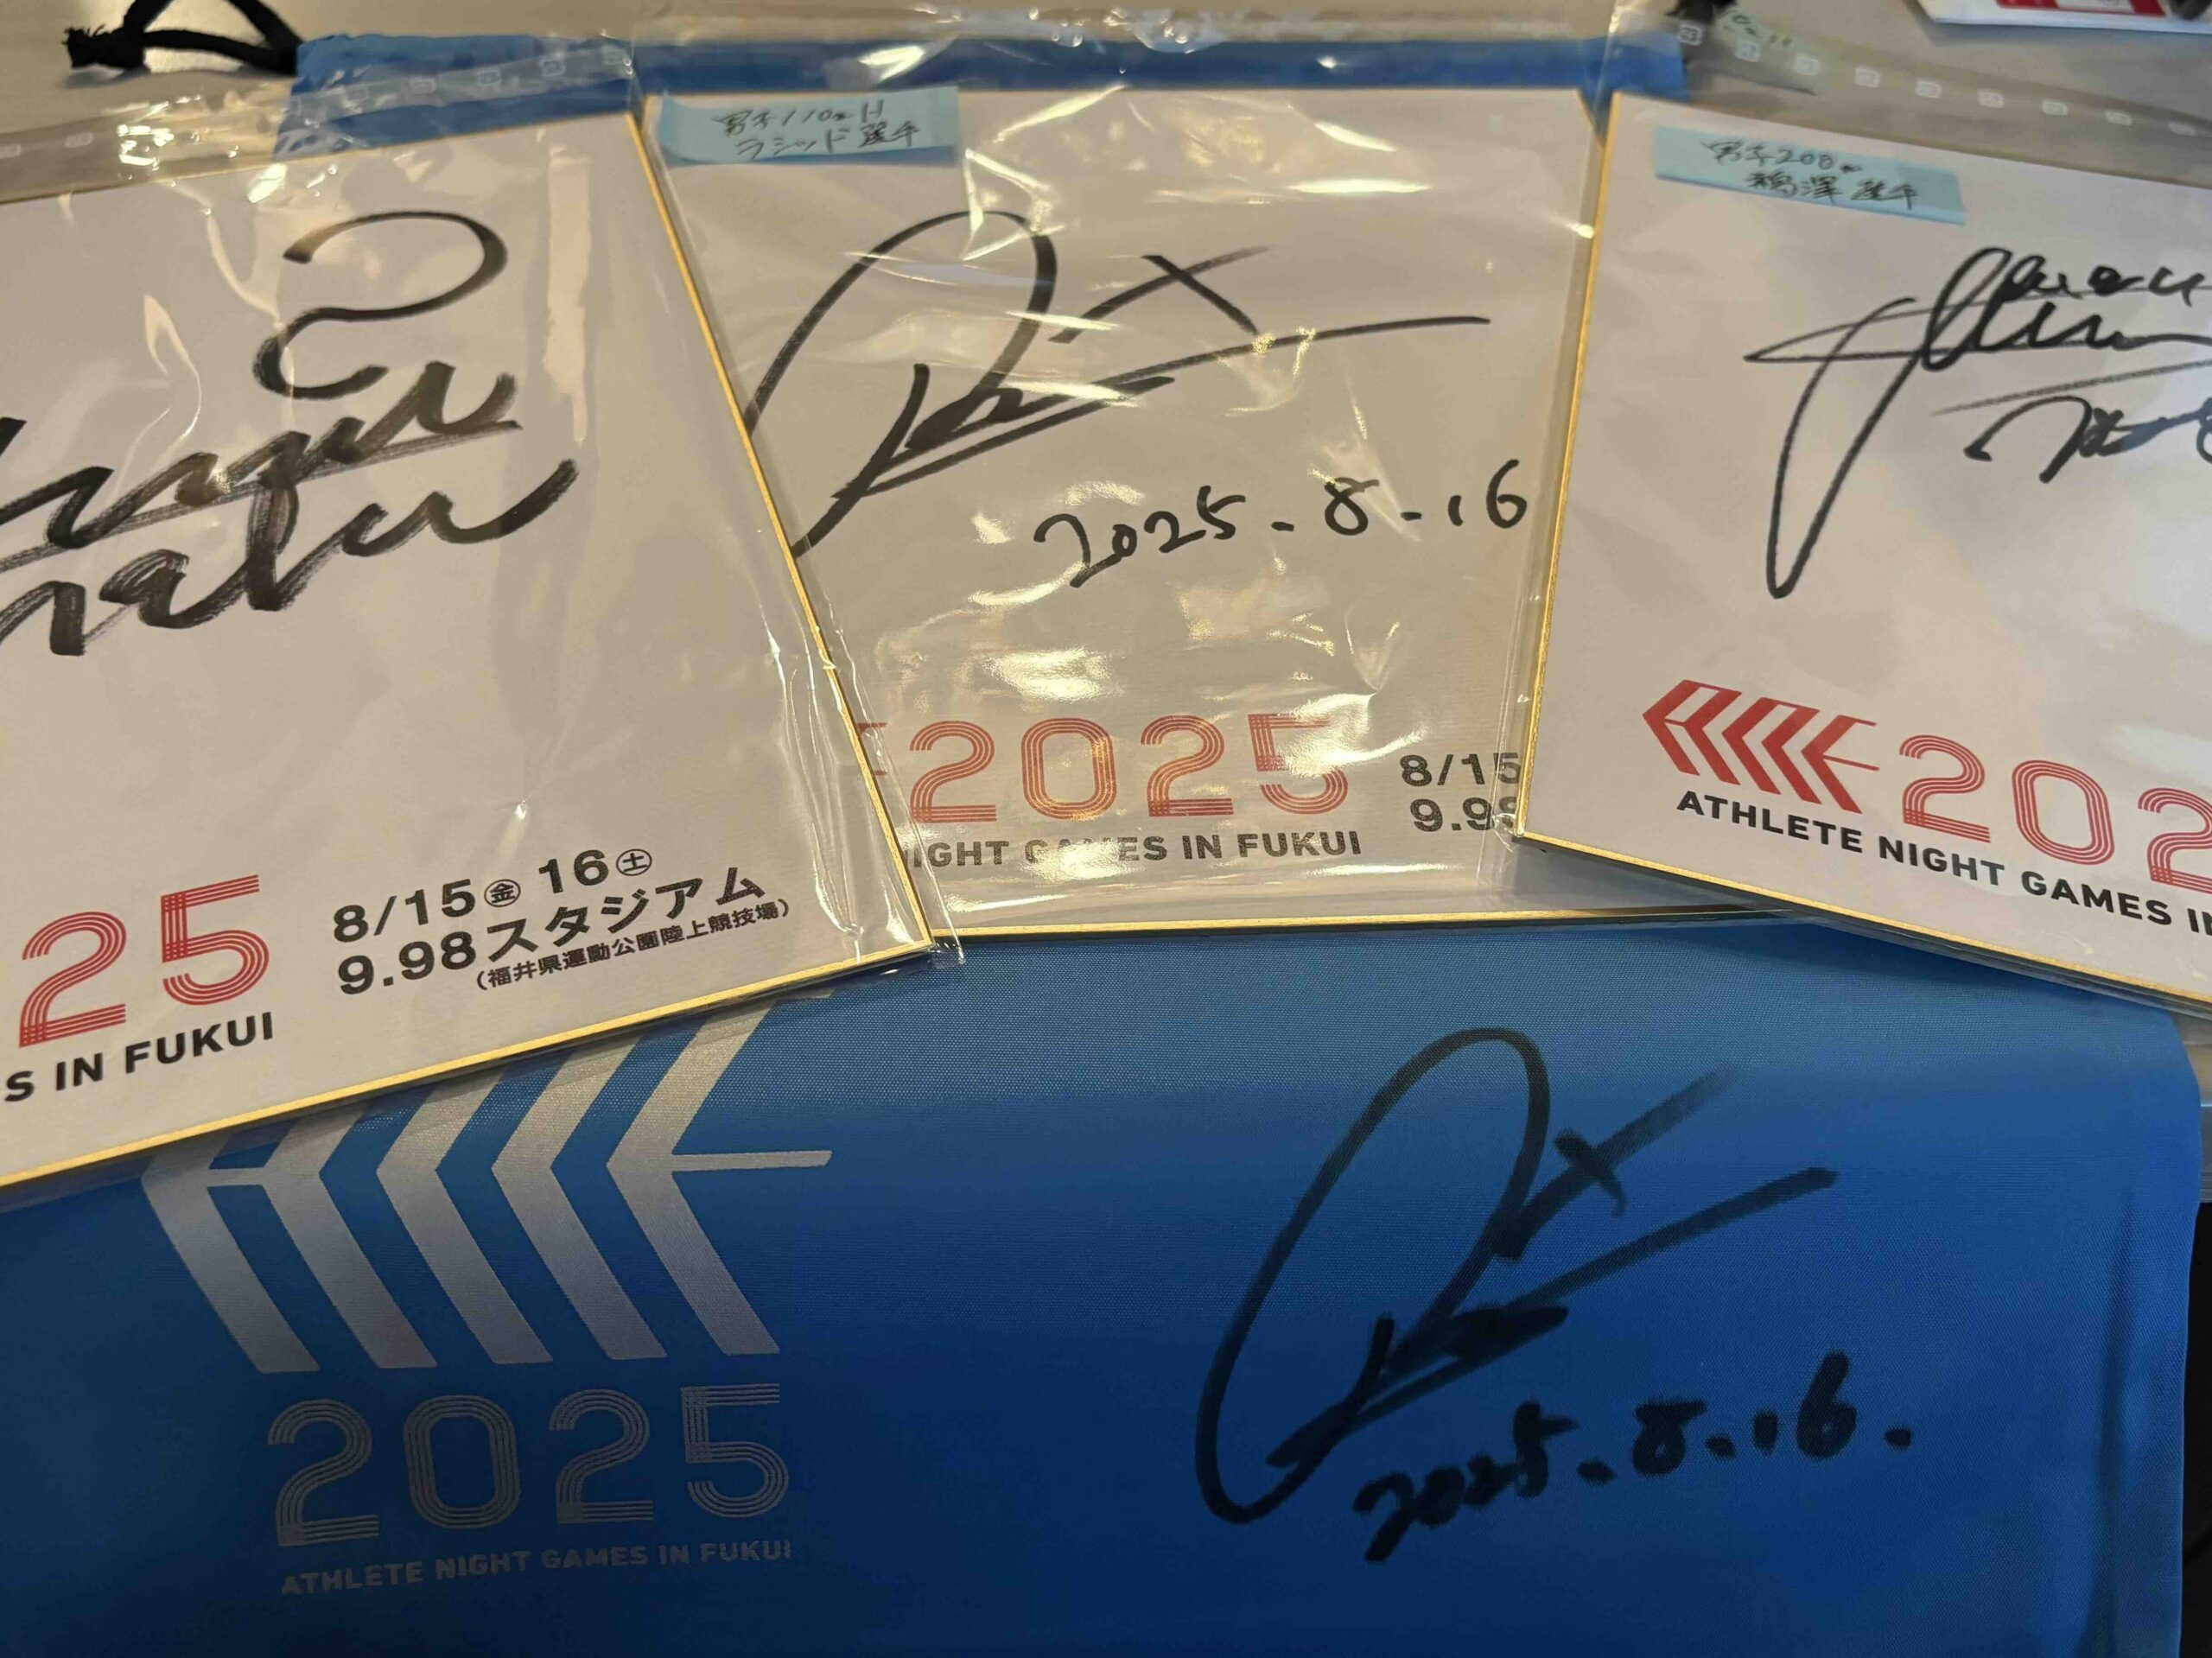 25
S IN FUKUI
8/15㊎ 16㊏
9.98スタジアム
(福井県運動公園陸上競技場)
男子110mH
ラシッド選手
2025-8-16
2025
NIGHT GAMES IN FUKUI
8/15
9.98
男子200m
鵜澤選手
202
ATHLETE NIGHT GAMES IN
2025
ATHLETE NIGHT GAMES IN FUKUI
2025-8-16.